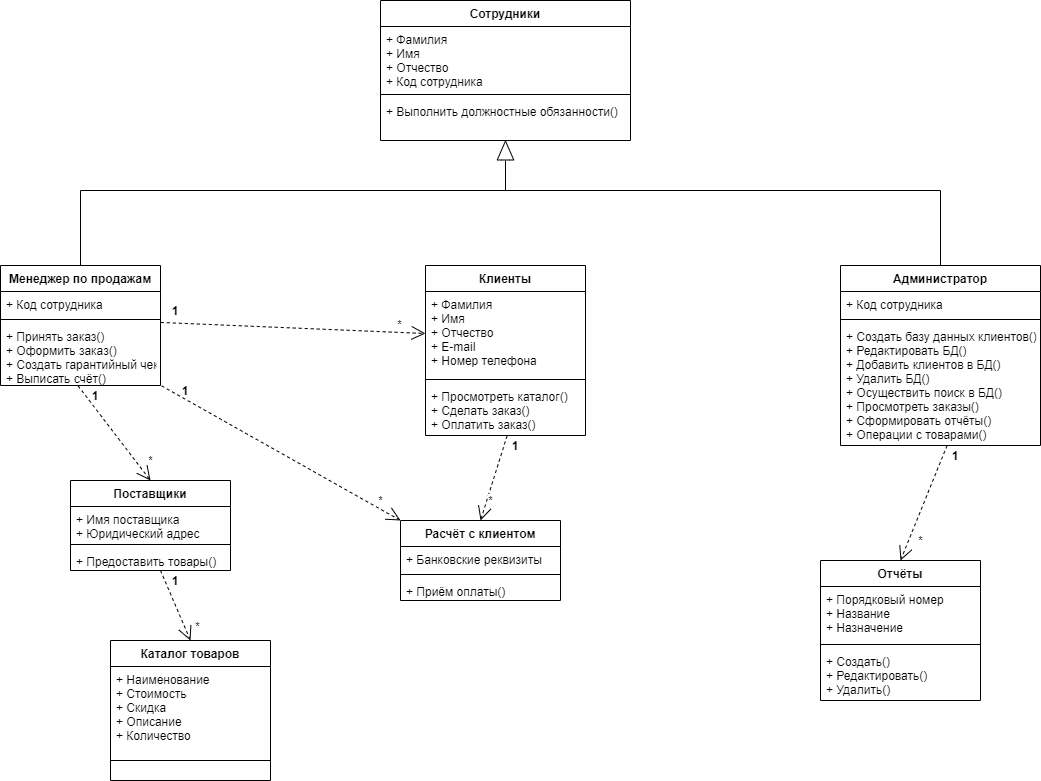 Сотрудники
+ Фамилия
+ Имя
+ Отчество
+ Код сотрудника
+ Выполнить должностные обязанности()
Менеджер по продажам
+ Код сотрудника
+ Принять заказ()
+ Оформить заказ()
+ Создать гарантийный чек
+ Выписать счёт()
1
*
1
1
*
*
Клиенты
+ Фамилия
+ Имя
+ Отчество
+ E-mail
+ Номер телефона
+ Просмотреть каталог()
+ Сделать заказ()
+ Оплатить заказ()
1
*
Администратор
+ Код сотрудника
+ Создать базу данных клиентов()
+ Редактировать БД()
+ Добавить клиентов в БД()
+ Удалить БД()
+ Осуществить поиск в БД()
+ Просмотреть заказы()
+ Сформировать отчёты()
+ Операции с товарами()
1
*
Поставщики
+ Имя поставщика
+ Юридический адрес
+ Предоставить товары()
1
*
Расчёт с клиентом
+ Банковские реквизиты
+ Приём оплаты()
Отчёты
+ Порядковый номер
+ Название
+ Назначение
+ Создать()
+ Редактировать()
+ Удалить()
Каталог товаров
+ Наименование
+ Стоимость
+ Скидка
+ Описание
+ Количество